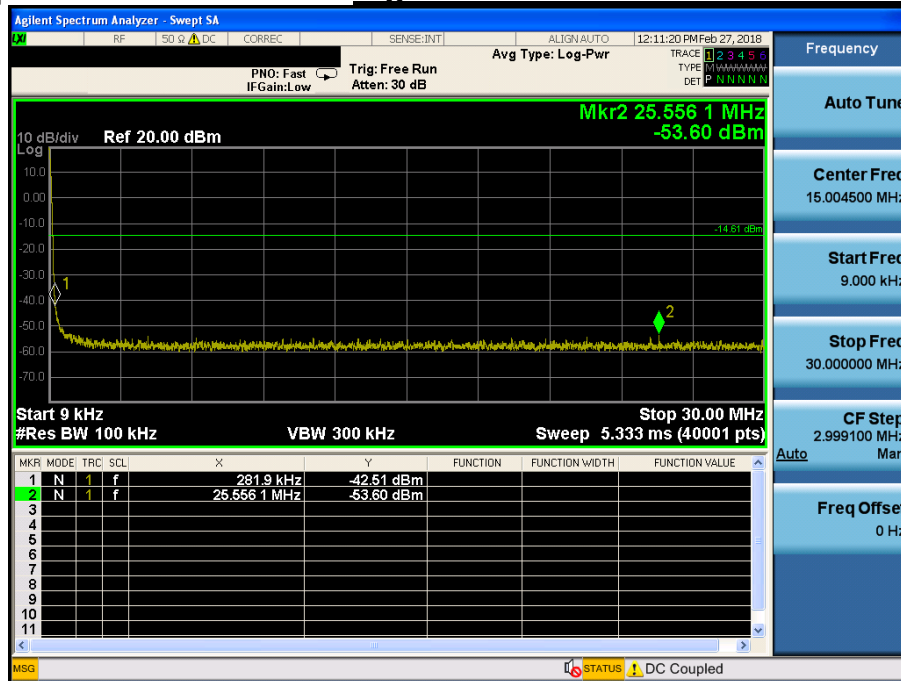 Agilent Spectrum Analyzer - Swept SA
LXI RF 50 Ω DC CORREC SENSE:INT ALIGN AUTO 12:11:20 PM Feb 27, 2018
PNO: Fast
IFGain:Low
Trig: Free Run
Atten: 30 dB
Avg Type: Log-Pwr
TRACE 1 2 3 4 5 6
TYPE M WWWWW
DET P N N N N N
Mkr2 25.556 1 MHz
-53.60 dBm
10 dB/div Ref 20.00 dBm
Log
10.0
0.00
-10.0
-14.61 dBm
-20.0
-30.0
1
-40.0
2
-50.0
-60.0
-70.0
Start 9 kHz Stop 30.00 MHz
#Res BW 100 kHz VBW 300 kHz Sweep 5.333 ms (40001 pts)
MKR MODE TRC SCL X Y FUNCTION FUNCTION WIDTH FUNCTION VALUE
1 N 1 f 281.9 kHz -42.51 dBm
2 N 1 f 25.556 1 MHz -53.60 dBm
3
4
5
6
7
8
9
10
11
MSG STATUS DC Coupled
Frequency
Auto Tune
Center Freq
15.004500 MHz
Start Freq
9.000 kHz
Stop Freq
30.000000 MHz
CF Step
2.999100 MHz
Auto Man
Freq Offset
0 Hz